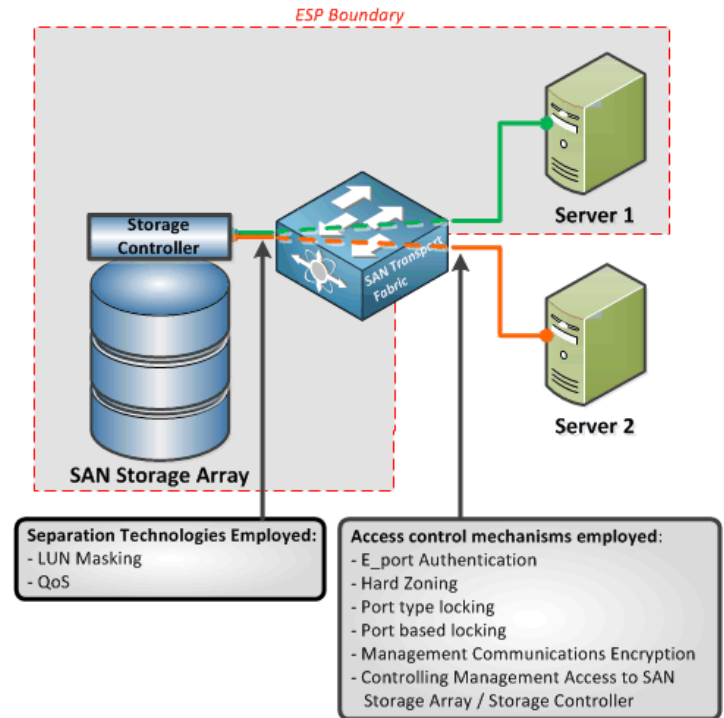 ESP Boundary
Server 1
Storage
Controller
SAN Transport
Fabric
Server 2
SAN Storage Array
Separation Technologies Employed:
- LUN Masking
- QoS
Access control mechanisms employed:
- E_port Authentication
- Hard Zoning
- Port type locking
- Port based locking
- Management Communications Encryption
- Controlling Management Access to SAN
Storage Array / Storage Controller